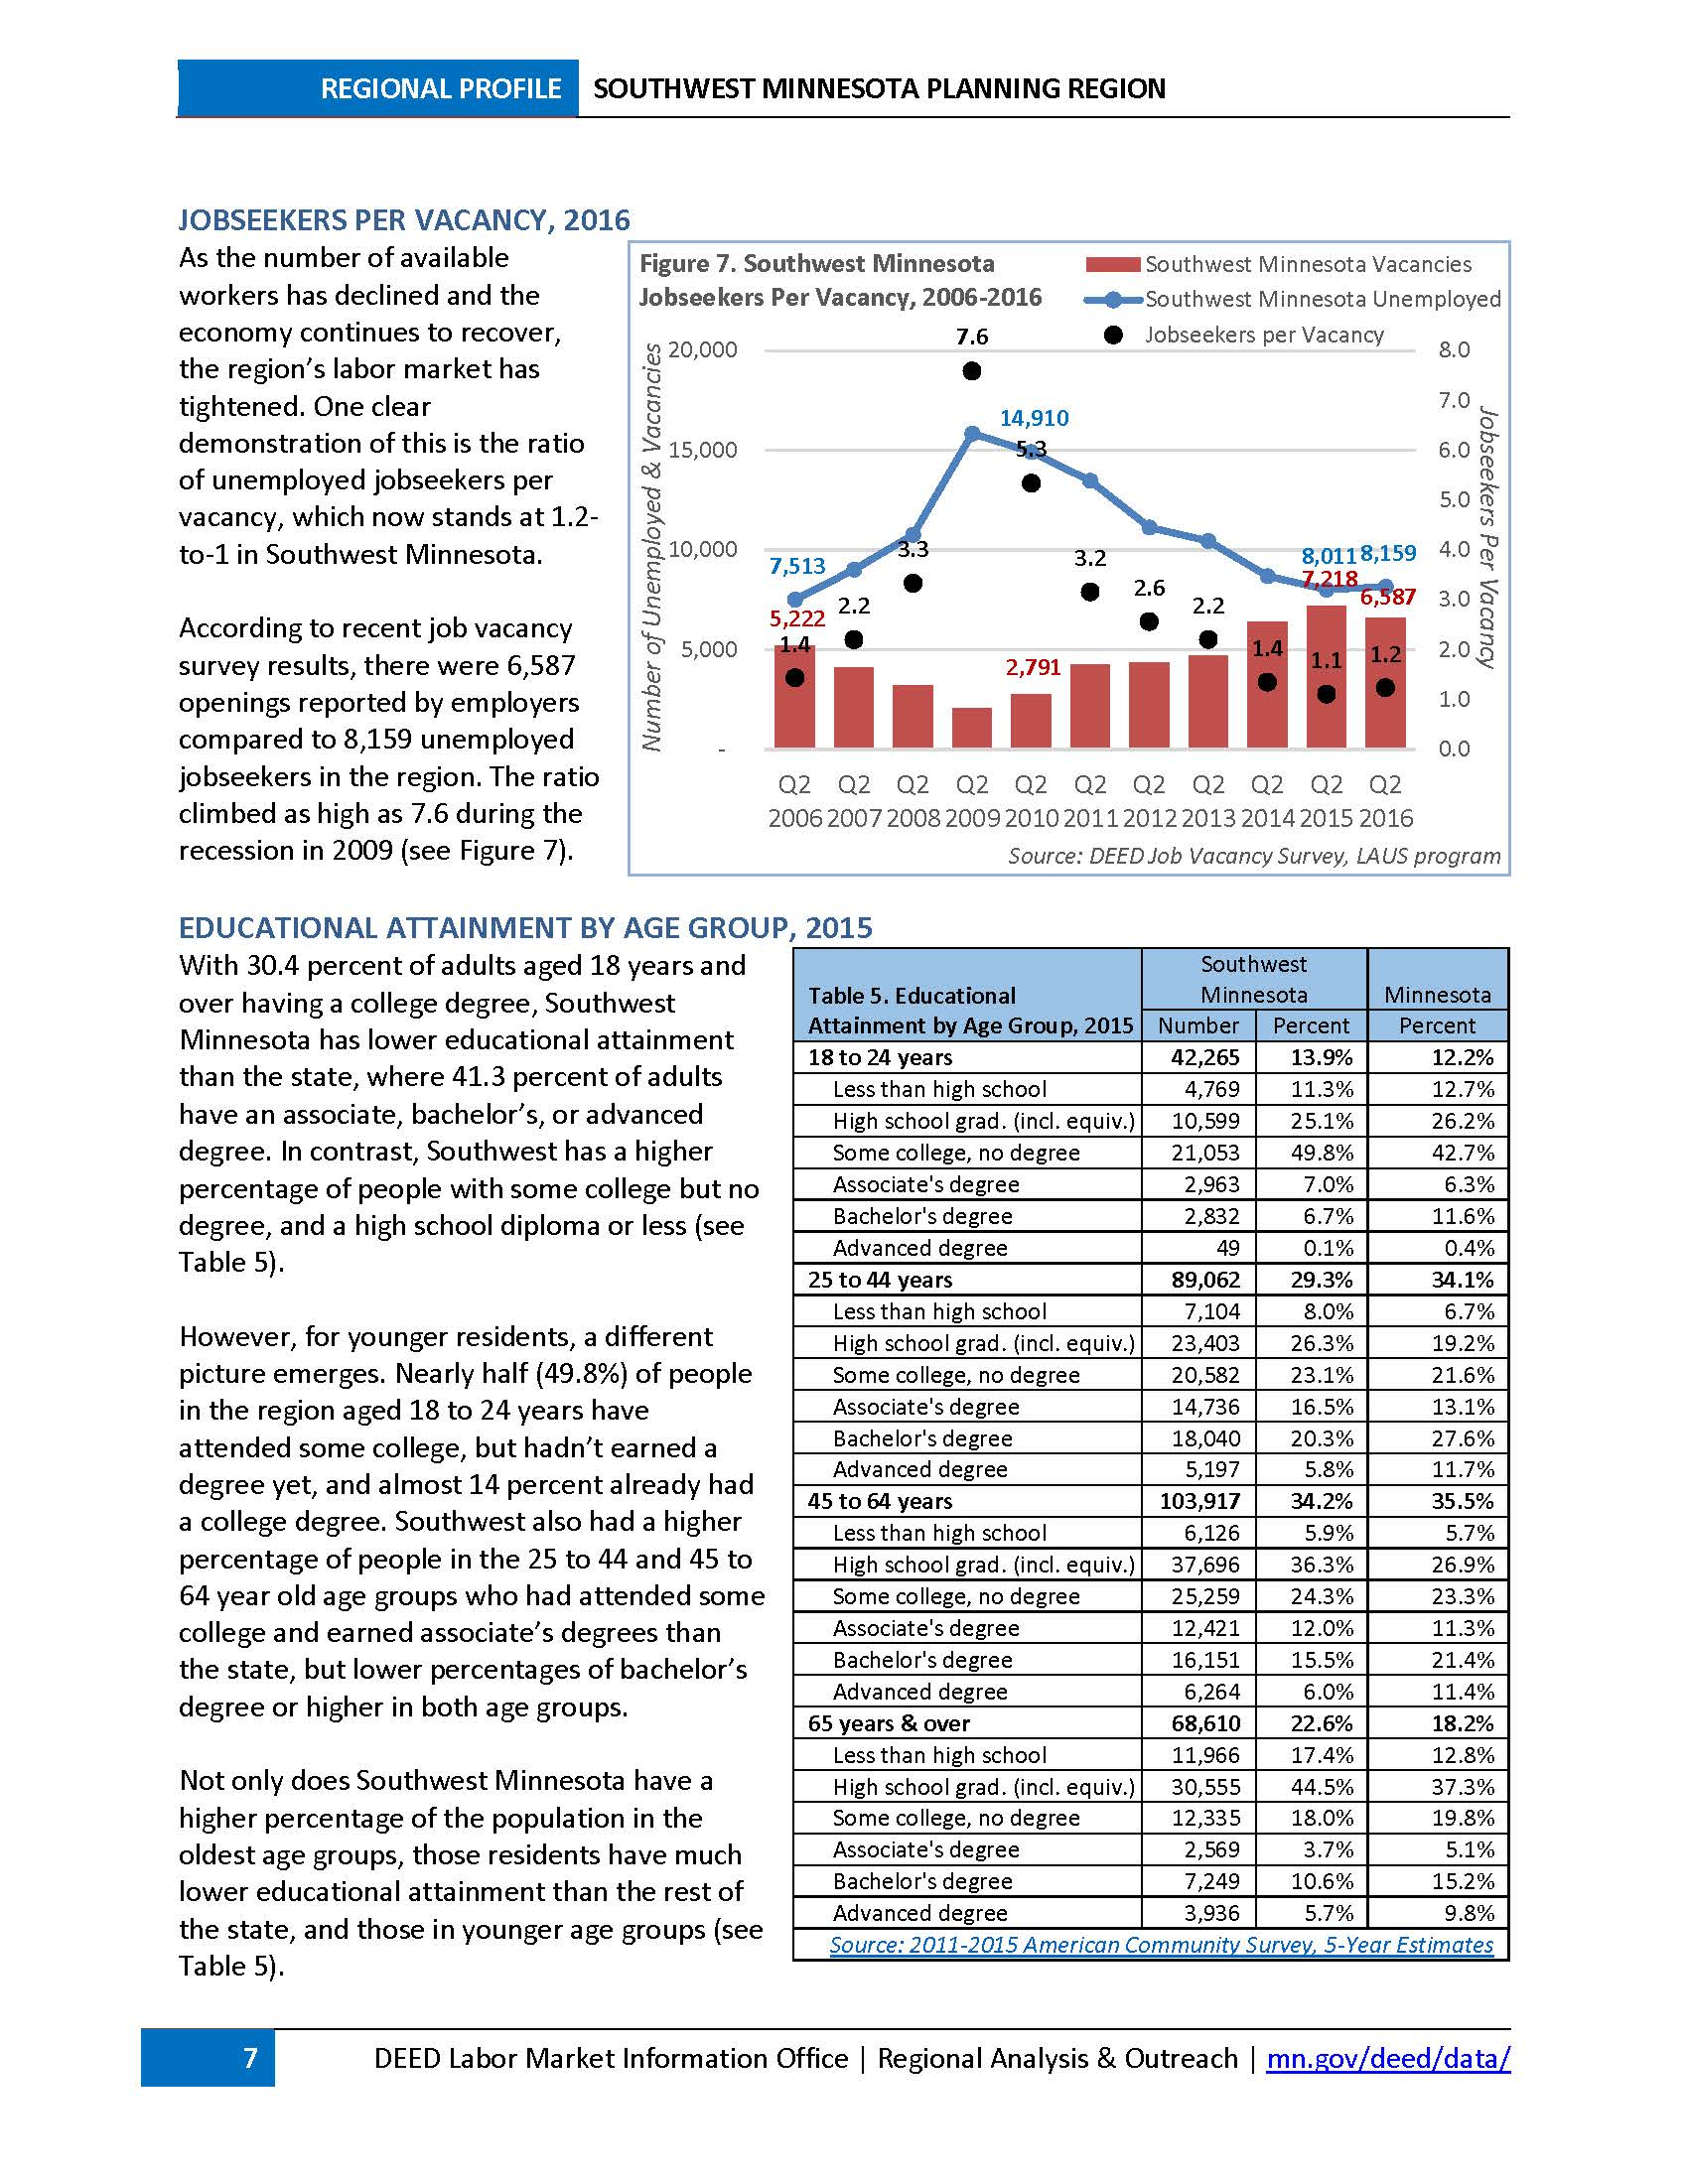 REGIONAL PROFILE SOUTHWEST MINNESOTA PLANNING REGION
JOBSEEKERS PER VACANCY, 2016
As the number of available
workers has declined and the
economy continues to recover,
the region's labor market has
tightened. One clear
demonstration of this is the ratio
of unemployed jobseekers per
vacancy, which now stands at 1.2-
to-1 in Southwest Minnesota.
According to recent job vacancy
survey results, there were 6,587
openings reported by employers
compared to 8,159 unemployed
jobseekers in the region. The ratio
climbed as high as 7.6 during the
recession in 2009 (see Figure 7).
Figure 7. Southwest Minnesota
Jobseekers Per Vacancy, 2006-2016
Southwest Minnesota Vacancies
Southwest Minnesota Unemployed
Jobseekers per Vacancy
Number of Unemployed & Vacancies
20,000
15,000
10,000
5,000
-
7,513
14,910
8,011 8,159
5,222
2,791
7,218
6,587
1.4
2.2
3.3
7.6
5.3
3.2
2.6
2.2
1.4
1.1
1.2
8.0
7.0
6.0
5.0
4.0
3.0
2.0
1.0
0.0
Jobseekers Per Vacancy
Q2 Q2 Q2 Q2 Q2 Q2 Q2 Q2 Q2 Q2 Q2
2006 2007 2008 2009 2010 2011 2012 2013 2014 2015 2016
Source: DEED Job Vacancy Survey, LAUS program
EDUCATIONAL ATTAINMENT BY AGE GROUP, 2015
With 30.4 percent of adults aged 18 years and
over having a college degree, Southwest
Minnesota has lower educational attainment
than the state, where 41.3 percent of adults
have an associate, bachelor's, or advanced
degree. In contrast, Southwest has a higher
percentage of people with some college but no
degree, and a high school diploma or less (see
Table 5).
However, for younger residents, a different
picture emerges. Nearly half (49.8%) of people
in the region aged 18 to 24 years have
attended some college, but hadn't earned a
degree yet, and almost 14 percent already had
a college degree. Southwest also had a higher
percentage of people in the 25 to 44 and 45 to
64 year old age groups who had attended some
college and earned associate's degrees than
the state, but lower percentages of bachelor's
degree or higher in both age groups.
Not only does Southwest Minnesota have a
higher percentage of the population in the
oldest age groups, those residents have much
lower educational attainment than the rest of
the state, and those in younger age groups (see
Table 5).
Table 5. Educational
Attainment by Age Group, 2015
Southwest
Minnesota
Minnesota
Number Percent Percent
18 to 24 years 42,265 13.9% 12.2%
Less than high school 4,769 11.3% 12.7%
High school grad. (incl. equiv.) 10,599 25.1% 26.2%
Some college, no degree 21,053 49.8% 42.7%
Associate's degree 2,963 7.0% 6.3%
Bachelor's degree 2,832 6.7% 11.6%
Advanced degree 49 0.1% 0.4%
25 to 44 years 89,062 29.3% 34.1%
Less than high school 7,104 8.0% 6.7%
High school grad. (incl. equiv.) 23,403 26.3% 19.2%
Some college, no degree 20,582 23.1% 21.6%
Associate's degree 14,736 16.5% 13.1%
Bachelor's degree 18,040 20.3% 27.6%
Advanced degree 5,197 5.8% 11.7%
45 to 64 years 103,917 34.2% 35.5%
Less than high school 6,126 5.9% 5.7%
High school grad. (incl. equiv.) 37,696 36.3% 26.9%
Some college, no degree 25,259 24.3% 23.3%
Associate's degree 12,421 12.0% 11.3%
Bachelor's degree 16,151 15.5% 21.4%
Advanced degree 6,264 6.0% 11.4%
65 years & over 68,610 22.6% 18.2%
Less than high school 11,966 17.4% 12.8%
High school grad. (incl. equiv.) 30,555 44.5% 37.3%
Some college, no degree 12,335 18.0% 19.8%
Associate's degree 2,569 3.7% 5.1%
Bachelor's degree 7,249 10.6% 15.2%
Advanced degree 3,936 5.7% 9.8%
Source: 2011-2015 American Community Survey, 5-Year Estimates
7 DEED Labor Market Information Office | Regional Analysis & Outreach | mn.gov/deed/data/